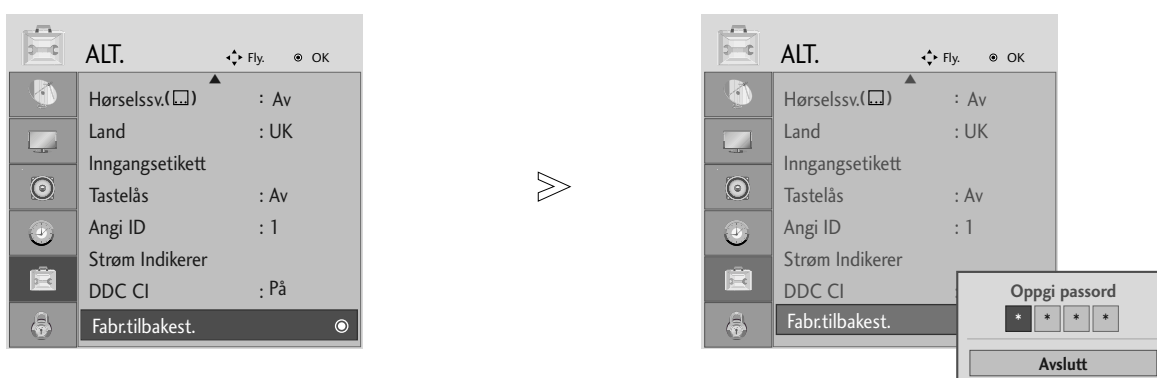 ALT. Fly. OK
Hørselssv.( ) : Av
Land : UK
Inngangsetikett
Tastelås : Av
Angi ID : 1
Strøm Indikerer
DDC CI : På
Fabr.tilbakest.
ALT. Fly. OK
Hørselssv.( ) : Av
Land : UK
Inngangsetikett
Tastelås : Av
Angi ID : 1
Strøm Indikerer
DDC CI :
Fabr.tilbakest.
Oppgi passord
* * * *
Avslutt